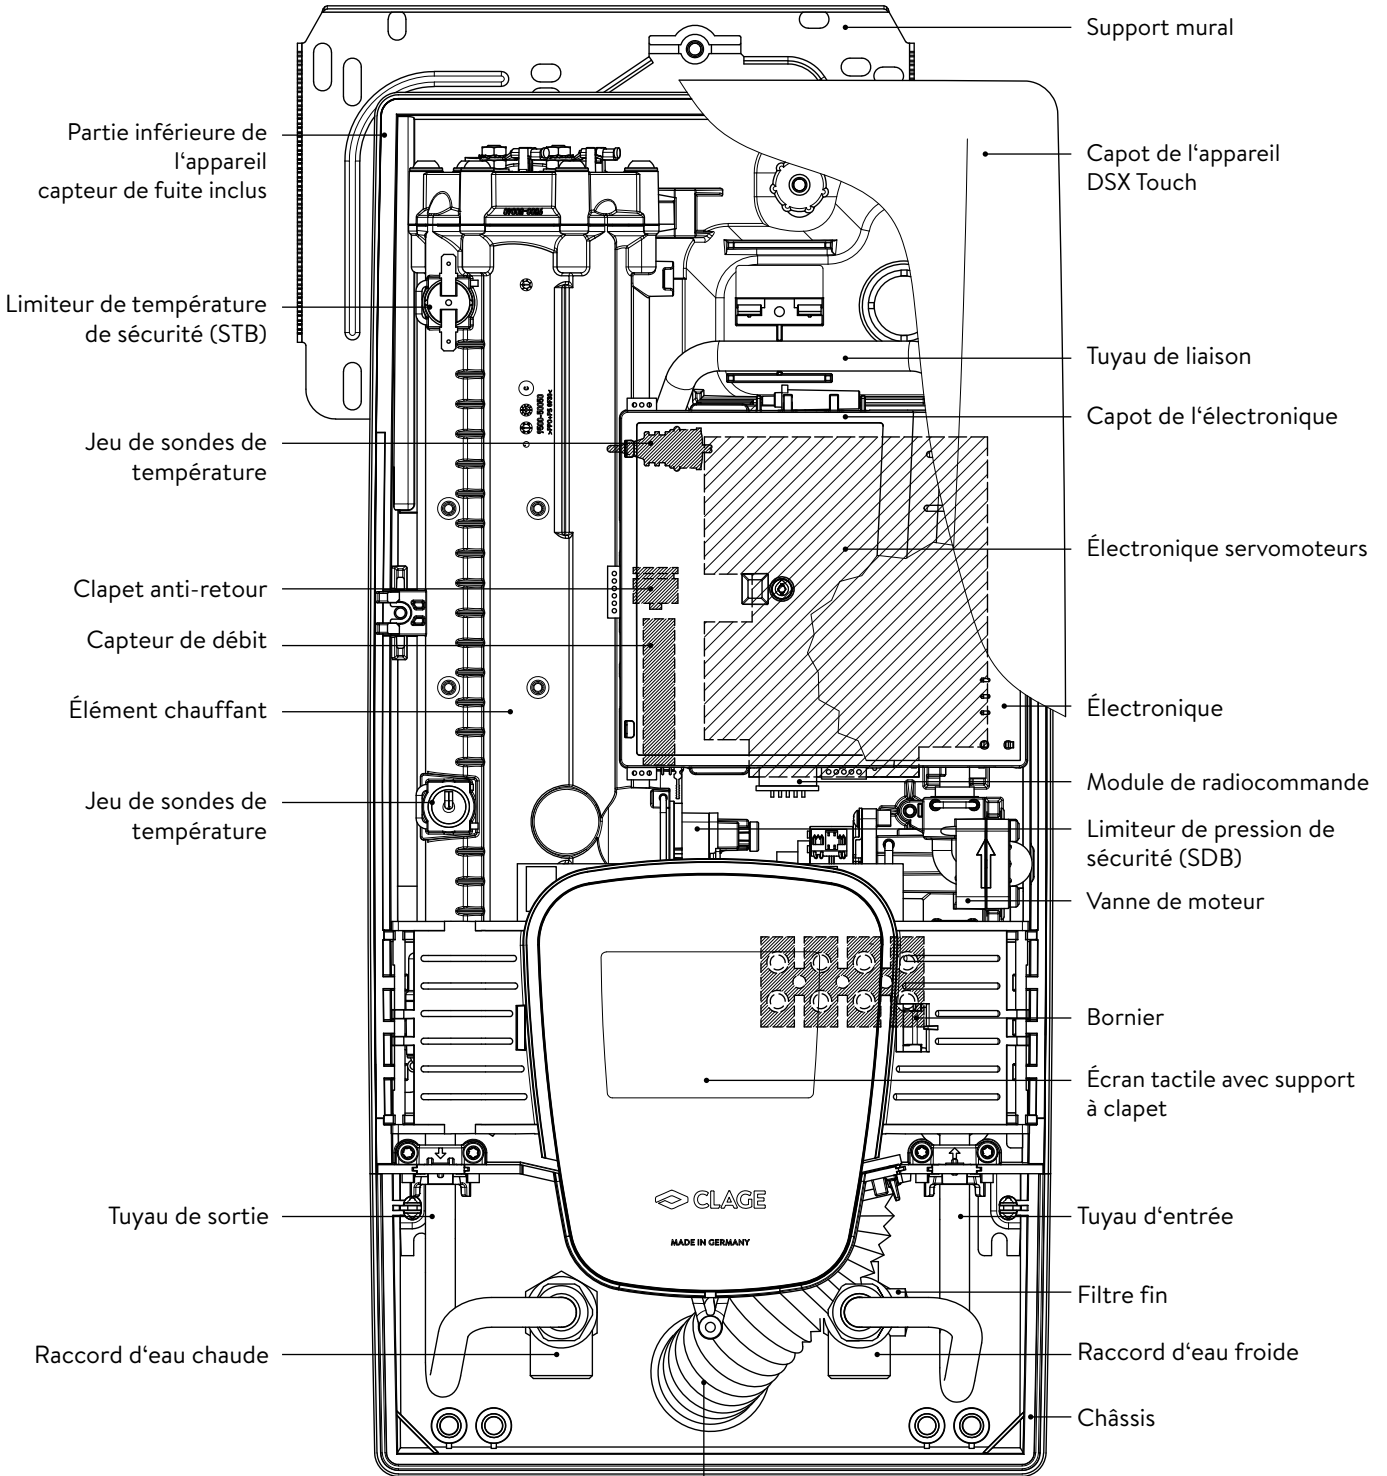 Support mural
Partie inférieure de
l‘appareil
capteur de fuite inclus
Capot de l‘appareil
DSX Touch
Limiteur de température
de sécurité (STB)
Tuyau de liaison
Capot de l‘électronique
Jeu de sondes de
température
Électronique servomoteurs
Clapet anti-retour
Capteur de débit
Élément chauffant
Électronique
Module de radiocommande
Jeu de sondes de
température
Limiteur de pression de
sécurité (SDB)
Vanne de moteur
Bornier
Écran tactile avec support
à clapet
CLAGE
MADE IN GERMANY
Tuyau de sortie
Tuyau d‘entrée
Filtre fin
Raccord d‘eau chaude
Raccord d‘eau froide
Châssis